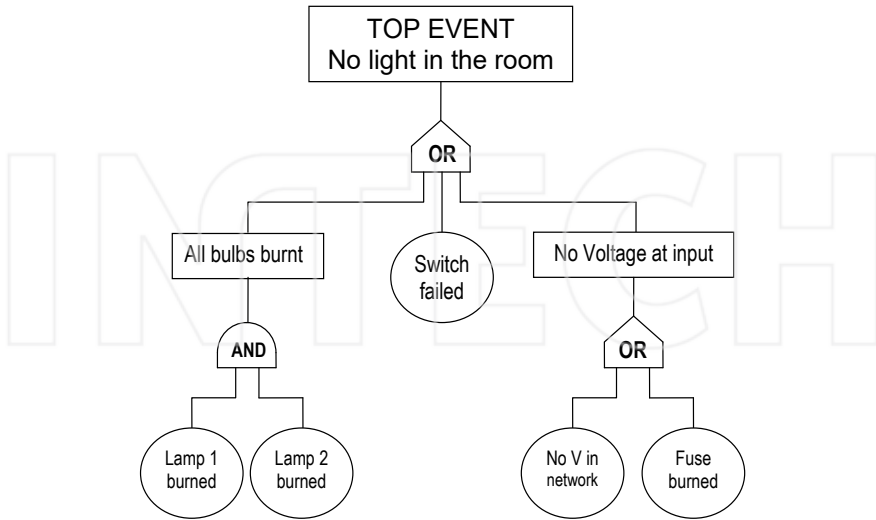 TOP EVENT
No light in the room
OR
All bulbs burnt
Switch
failed
No Voltage at input
AND
OR
Lamp 1
burned
Lamp 2
burned
No V in
network
Fuse
burned
INTECH